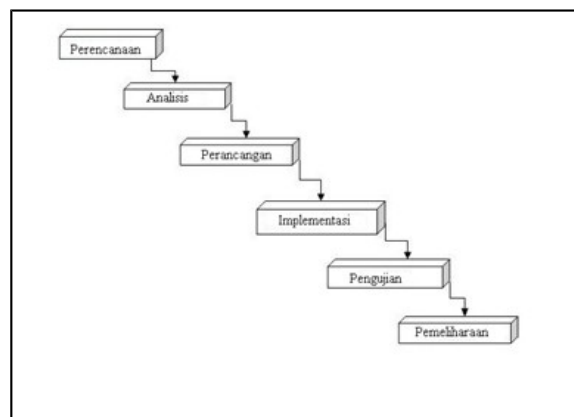 Perencanaan
Analisis
Perancangan
Implementasi
Pengujian
Pemeliharaan